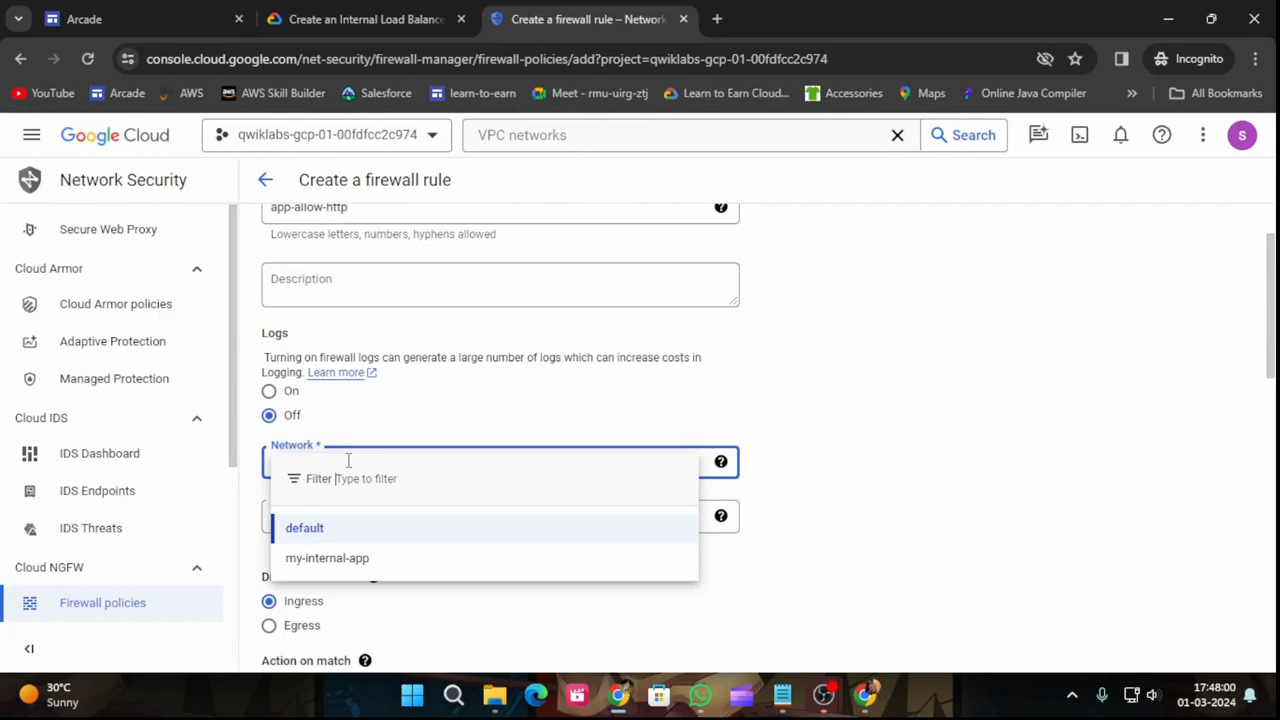 Arcade
Create an Internal Load Balance
Create a firewall rule – Network
console.cloud.google.com/net-security/firewall-manager/firewall-policies/add?project=qwiklabs-gcp-01-00fdfcc2c974
Incognito
YouTube
Arcade
AWS
AWS Skill Builder
Salesforce
learn-to-earn
Meet - rmu-uirg-ztj
Learn to Earn Cloud...
Accessories
Maps
Online Java Compiler
All Bookmarks
Google Cloud
qwiklabs-gcp-01-00fdfcc2c974
VPC networks
Search
S
Network Security
Create a firewall rule
Secure Web Proxy
Cloud Armor
Cloud Armor policies
Adaptive Protection
Managed Protection
Cloud IDS
IDS Dashboard
IDS Endpoints
IDS Threats
Cloud NGFW
Firewall policies
app-allow-http
Lowercase letters, numbers, hyphens allowed
Description
Logs
Turning on firewall logs can generate a large number of logs which can increase costs in
Logging. Learn more
On
Off
Network *
Filter Type to filter
default
my-internal-app
Ingress
Egress
Action on match
30°C
Sunny
17:48:00
01-03-2024